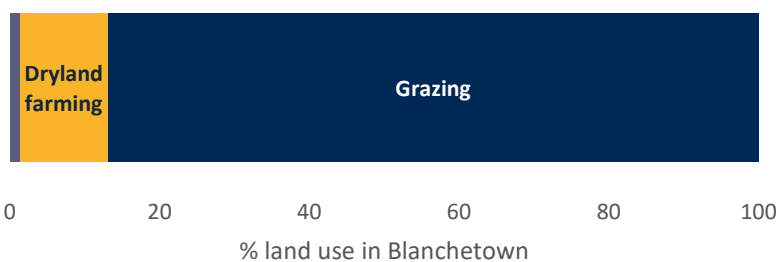 Dryland
farming
Grazing
0 20 40 60 80 100
% land use in Blanchetown